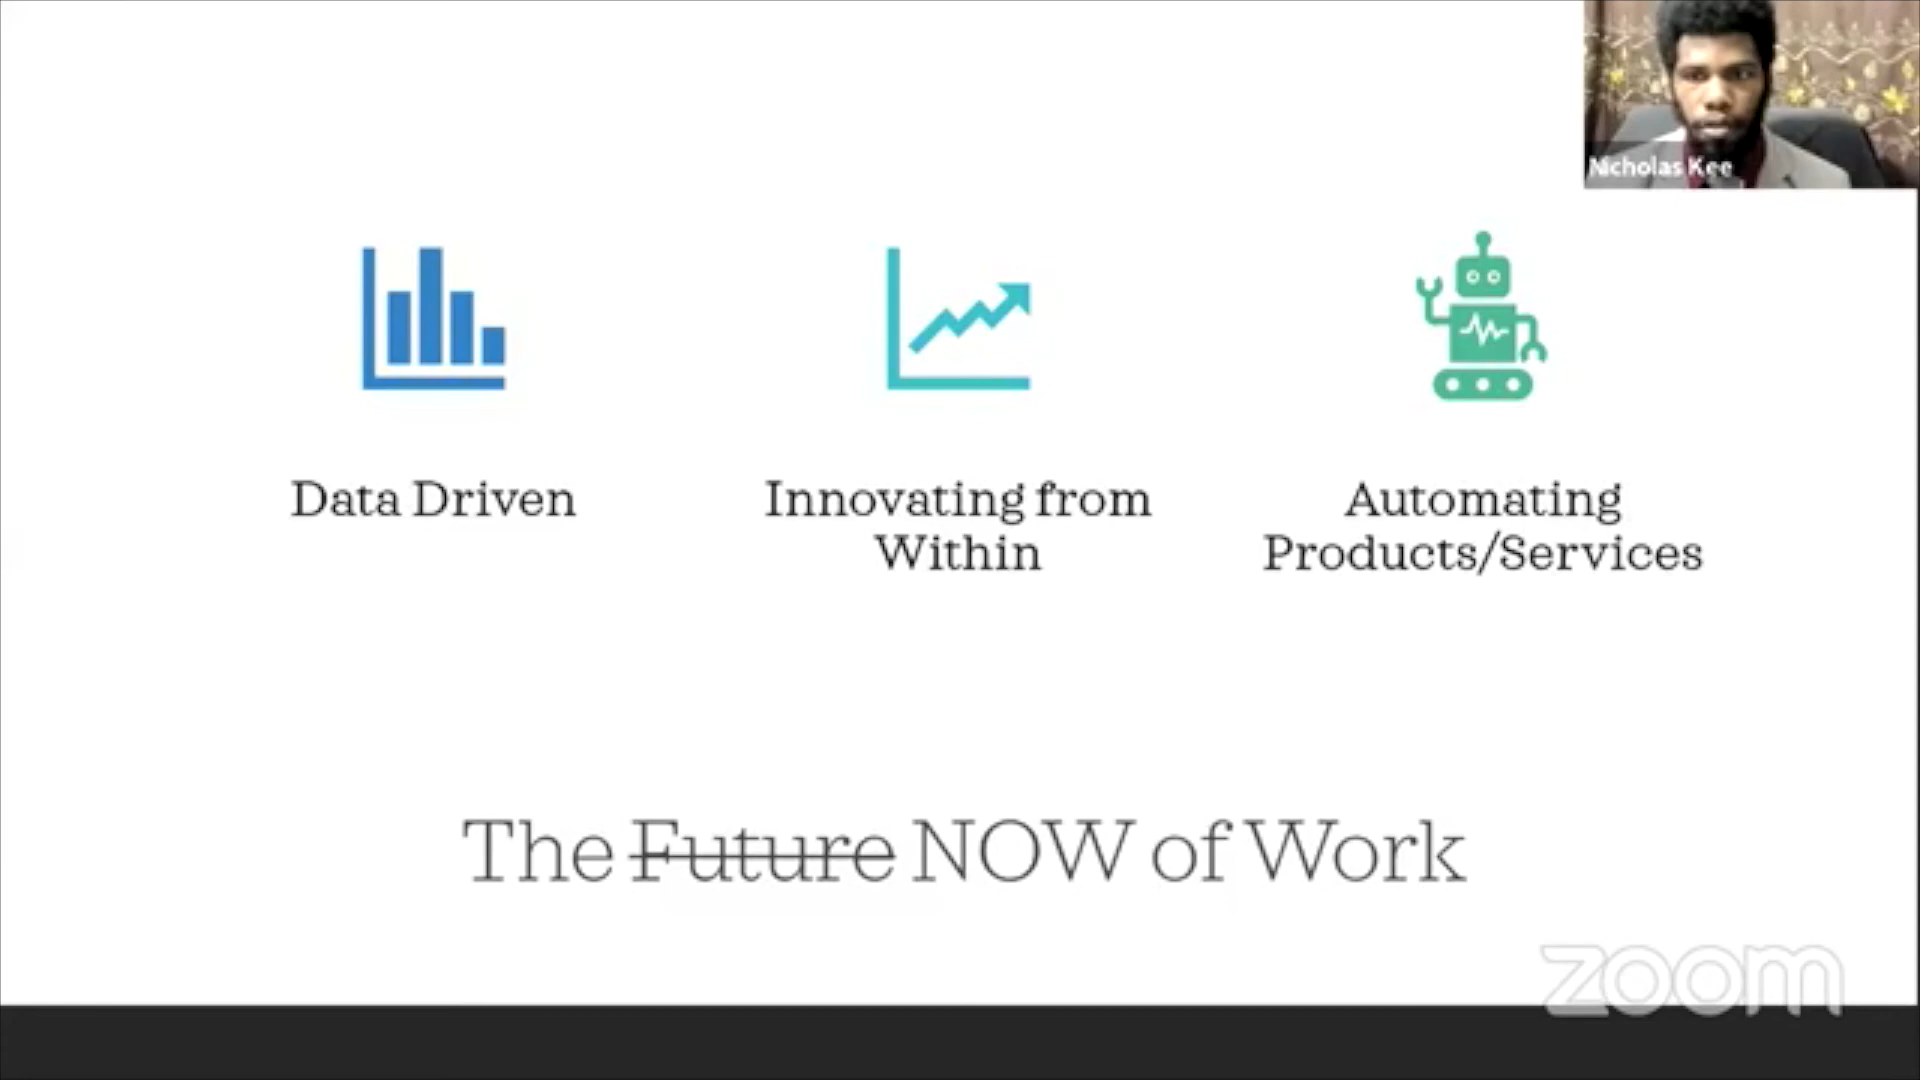 Nicholas Kee
Data Driven
Innovating from
Within
Automating
Products/Services
The Future NOW of Work
zoom